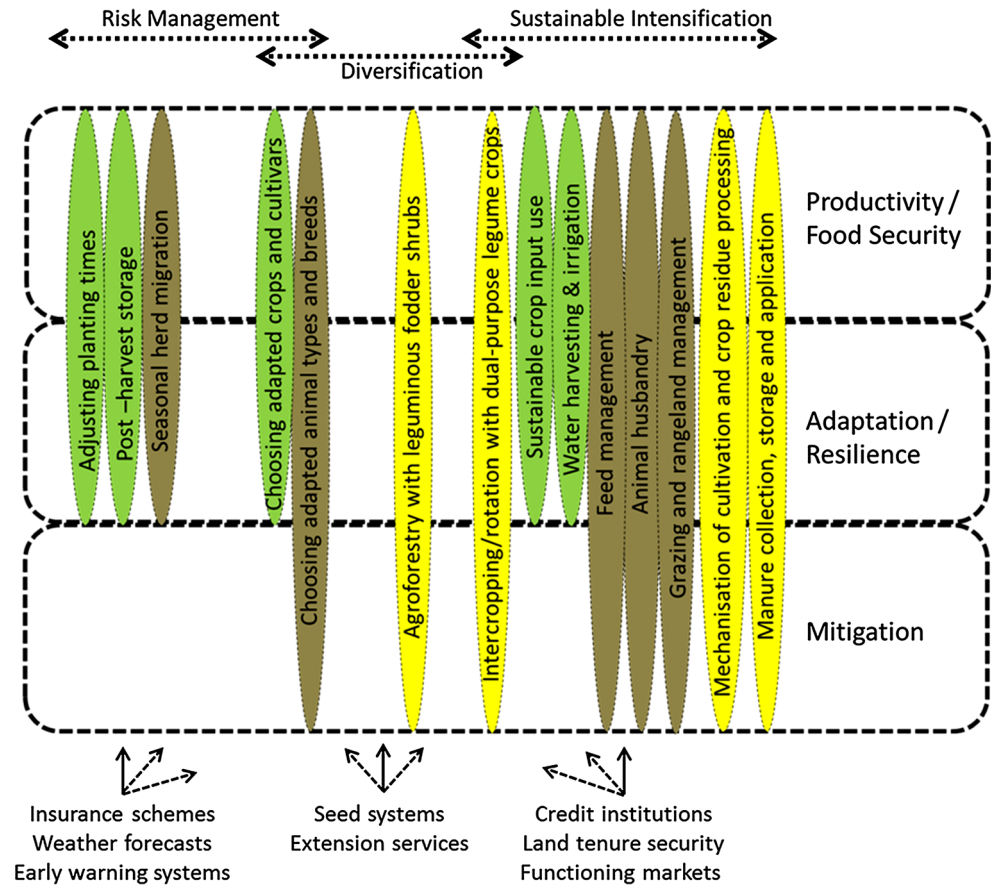 Risk Management
Sustainable Intensification
Diversification
Adjusting planting times
Post –harvest storage
Seasonal herd migration
Choosing adapted crops and cultivars
Choosing adapted animal types and breeds
Agroforestry with leguminous fodder shrubs
Intercropping/rotation with dual-purpose legume crops
Sustainable crop input use
Water harvesting & irrigation
Feed management
Animal husbandry
Grazing and rangeland management
Mechanisation of cultivation and crop residue processing
Manure collection, storage and application
Productivity/
Food Security
Adaptation/
Resilience
Mitigation
Insurance schemes
Weather forecasts
Early warning systems
Seed systems
Extension services
Credit institutions
Land tenure security
Functioning markets